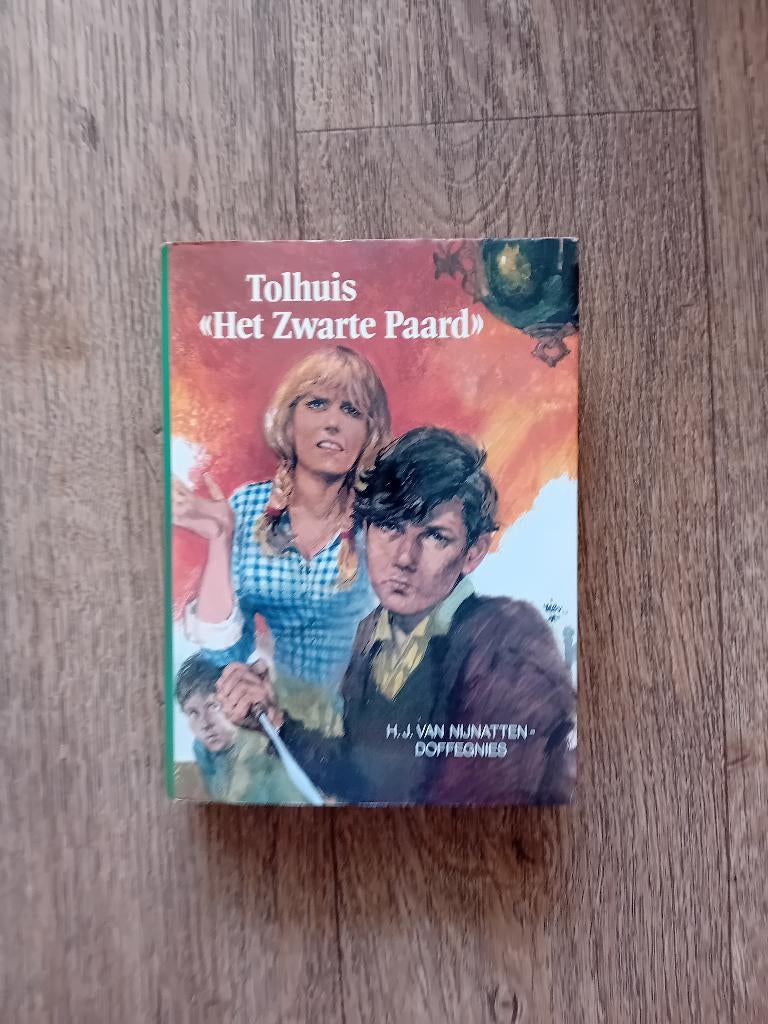 Tolhuis
«Het Zwarte Paard»
H. J. VAN NIJNATTEN-
DOFFEGNIES